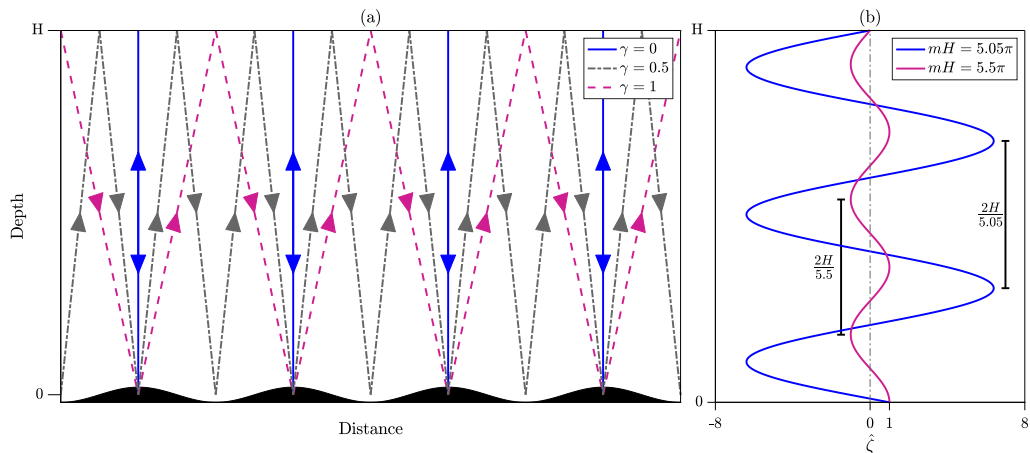 (a)
H
Depth
0
γ = 0
γ = 0.5
γ = 1
Distance
(b)
H
mH = 5.05π
mH = 5.5π
2H
5.05
2H
5.5
0
-8 0 1 8
ζ̂